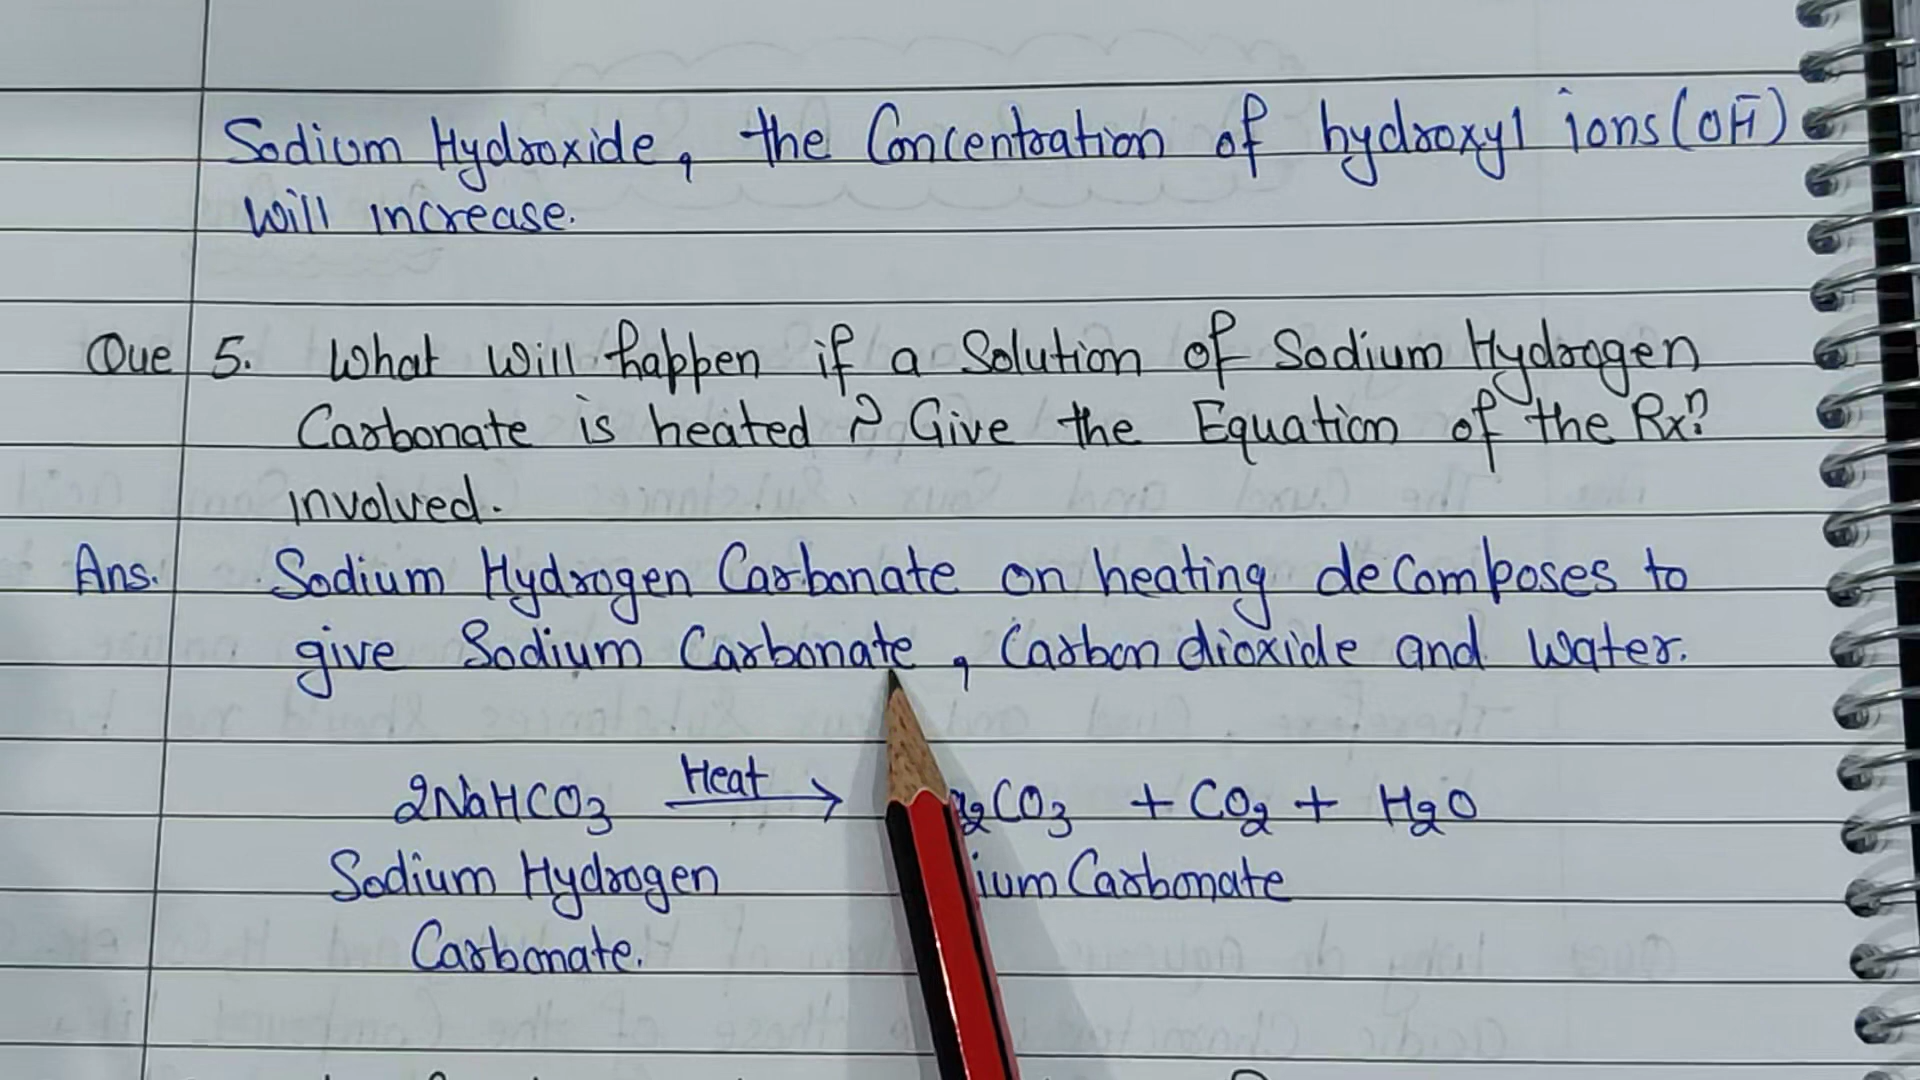 Sodium Hydroxide, the Concentration of hydroxyl ions (OH̄)
will increase.
Que 5. What will happen if a Solution of Sodium Hydrogen
Carbonate is heated ? Give the Equation of the Rxⁿ
involved.
Ans. Sodium Hydrogen Carbonate on heating decomposes to
give Sodium Carbonate, Carbon dioxide and Water.
Heat
2NaHCO3 → a2CO3 + CO2 + H2O
Sodium Hydrogen ium Carbonate
Carbonate.